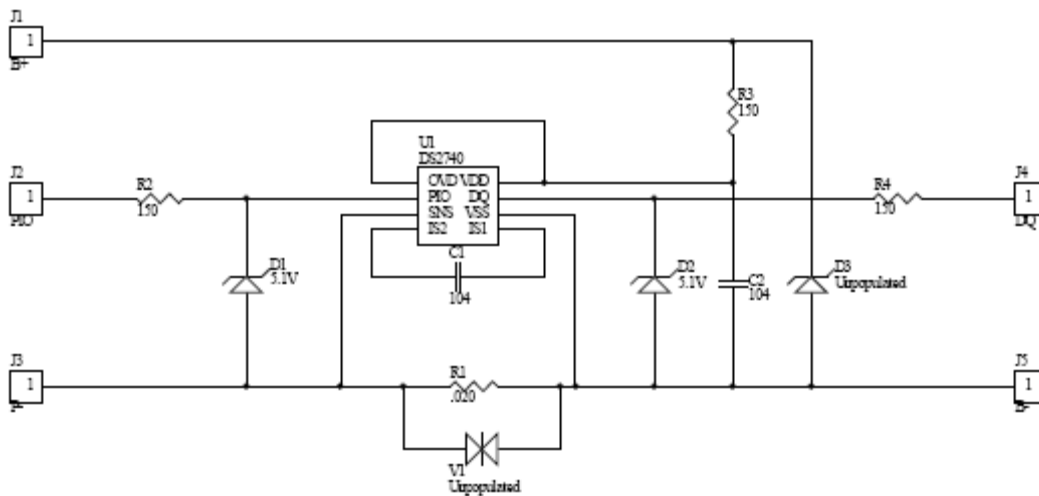 J1
1
B+
R3
150
U1
DS2740
OVD VDD
PIO DQ
SNS VSS
IS2 IS1
J2
1
PIO
R2
150
R4
150
J4
1
DQ
C1
104
D1
5.1V
D2
5.1V
C2
104
D3
Unpopulated
J3
1
P-
R1
.020
J5
1
B-
V1
Unpopulated